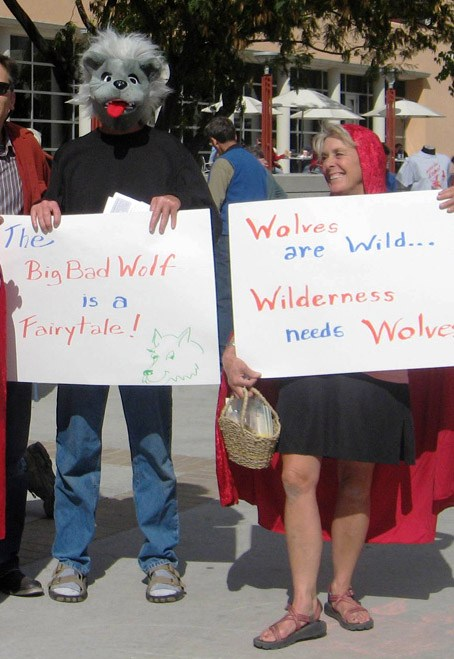 The
Big Bad Wolf
is a
Fairytale!
Wolves
are Wild...
Wilderness
needs Wolves